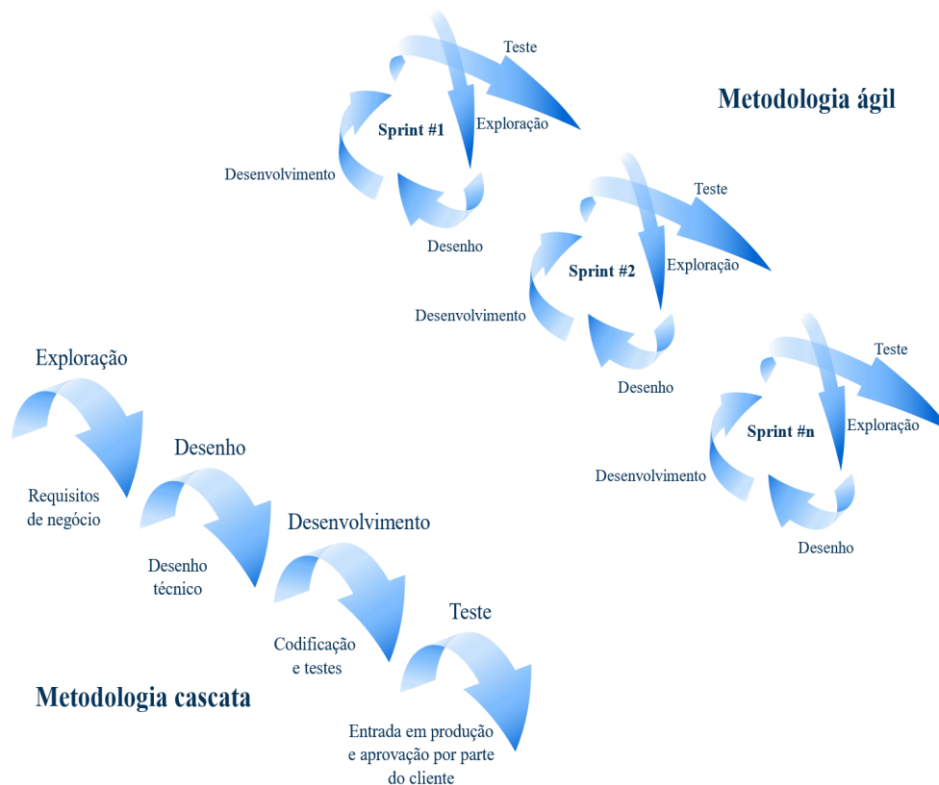 Metodologia ágil
Teste
Sprint #1
Exploração
Desenvolvimento
Desenho
Teste
Sprint #2
Exploração
Desenvolvimento
Desenho
Teste
Sprint #n
Exploração
Desenvolvimento
Desenho
Exploração
Requisitos
de negócio
Desenho
Desenho
técnico
Desenvolvimento
Codificação
e testes
Teste
Entrada em produção
e aprovação por parte
do cliente
Metodologia cascata